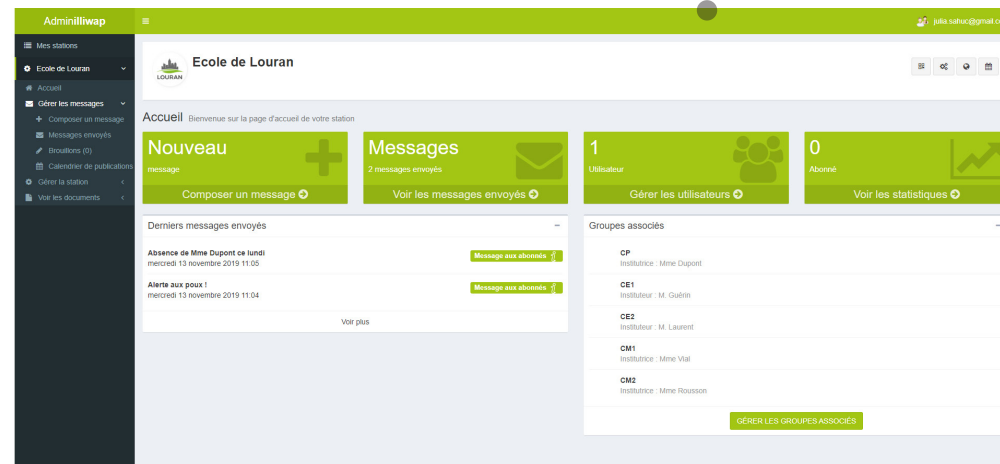 Adminilliwap
julia.sahuc@gmail.c
Mes stations
Ecole de Louran
Accueil
Gérer les messages
Composer un message
Messages envoyés
Brouillons (0)
Calendrier de publications
Gérer la station
Voir les documents
LOURAN
Ecole de Louran
Accueil Bienvenue sur la page d'accueil de votre station
Nouveau
message
Composer un message
Messages
2 messages envoyés
Voir les messages envoyés
1
Utilisateur
Gérer les utilisateurs
0
Abonné
Voir les statistiques
Derniers messages envoyés
Absence de Mme Dupont ce lundi
mercredi 13 novembre 2019 11:05
Message aux abonnés
Alerte aux poux !
mercredi 13 novembre 2019 11:04
Message aux abonnés
Voir plus
Groupes associés
CP
Institutrice : Mme Dupont
CE1
Instituteur : M. Guérin
CE2
Instituteur : M. Laurent
CM1
Institutrice : Mme Vial
CM2
Institutrice : Mme Rousson
GÉRER LES GROUPES ASSOCIÉS